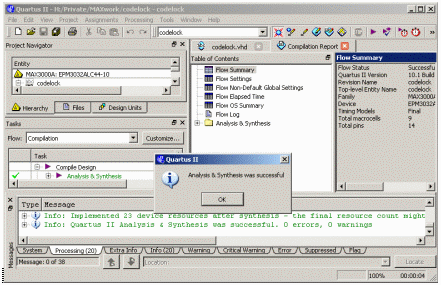 Quartus II - H:/Private/MAXwork/codelock - codelock
File Edit View Project Assignments Processing Tools Window Help
codelock
Project Navigator
codelock.vhd
Compilation Report
Entity
MAX3000A: EPM3032ALC44-10
codelock
Hierarchy
Files
Design Units
Table of Contents
Flow Summary
Flow Settings
Flow Non-Default Global Settings
Flow Elapsed Time
Flow OS Summary
Flow Log
Analysis & Synthesis
Flow Summary
Flow Status Successfu
Quartus II Version 10.1 Build
Revision Name codelock
Top-level Entity Name codelock
Family MAX3000A
Device EPM3032A
Timing Models Final
Total macrocells 9
Total pins 14
Tasks
Flow: Compilation
Customize...
Task
Compile Design
Analysis & Synthesis
Quartus II
Analysis & Synthesis was successful
OK
Type Message
Info: Implemented 23 device resources after synthesis - the final resource count might
Info: Quartus II Analysis & Synthesis was successful. 0 errors, 0 warnings
System Processing (20) Extra Info Info (20) Warning Critical Warning Error Suppressed Flag
Messages
Message: 0 of 38
Location:
Locate
100% 00:00:04